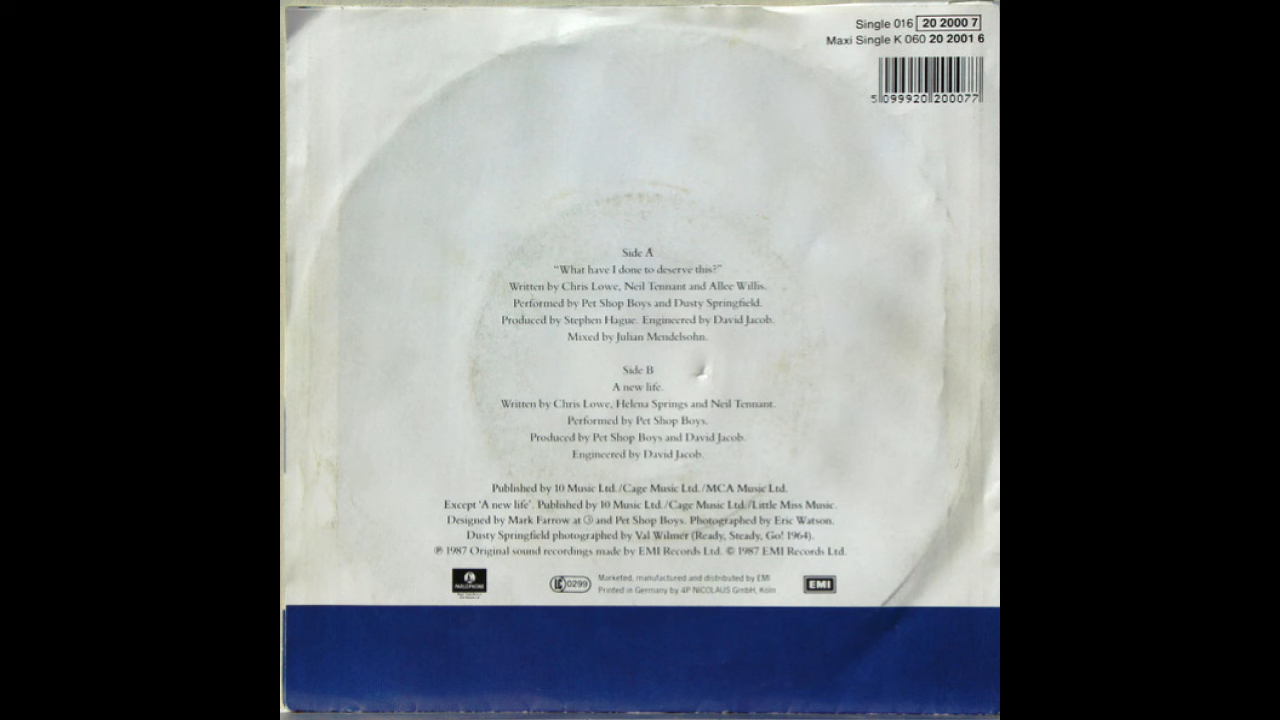 Single 016 20 2000 7
Maxi Single K 060 20 2001 6
5 099920 200077
Side A
“What have I done to deserve this?”
Written by Chris Lowe, Neil Tennant and Allee Willis.
Performed by Pet Shop Boys and Dusty Springfield.
Produced by Stephen Hague. Engineered by David Jacob.
Mixed by Julian Mendelsohn.
Side B
A new life.
Written by Chris Lowe, Helena Springs and Neil Tennant.
Performed by Pet Shop Boys.
Produced by Pet Shop Boys and David Jacob.
Engineered by David Jacob.
Published by 10 Music Ltd./Cage Music Ltd./MCA Music Ltd.
Except ‘A new life’. Published by 10 Music Ltd./Cage Music Ltd./Little Miss Music.
Designed by Mark Farrow at ③ and Pet Shop Boys. Photographed by Eric Watson.
Dusty Springfield photographed by Val Wilmer (Ready, Steady, Go! 1964).
℗ 1987 Original sound recordings made by EMI Records Ltd. © 1987 EMI Records Ltd.
PARLOPHONE
LC 0299
Marketed, manufactured and distributed by EMI
Printed in Germany by 4P NICOLAUS GmbH, Köln
EMI